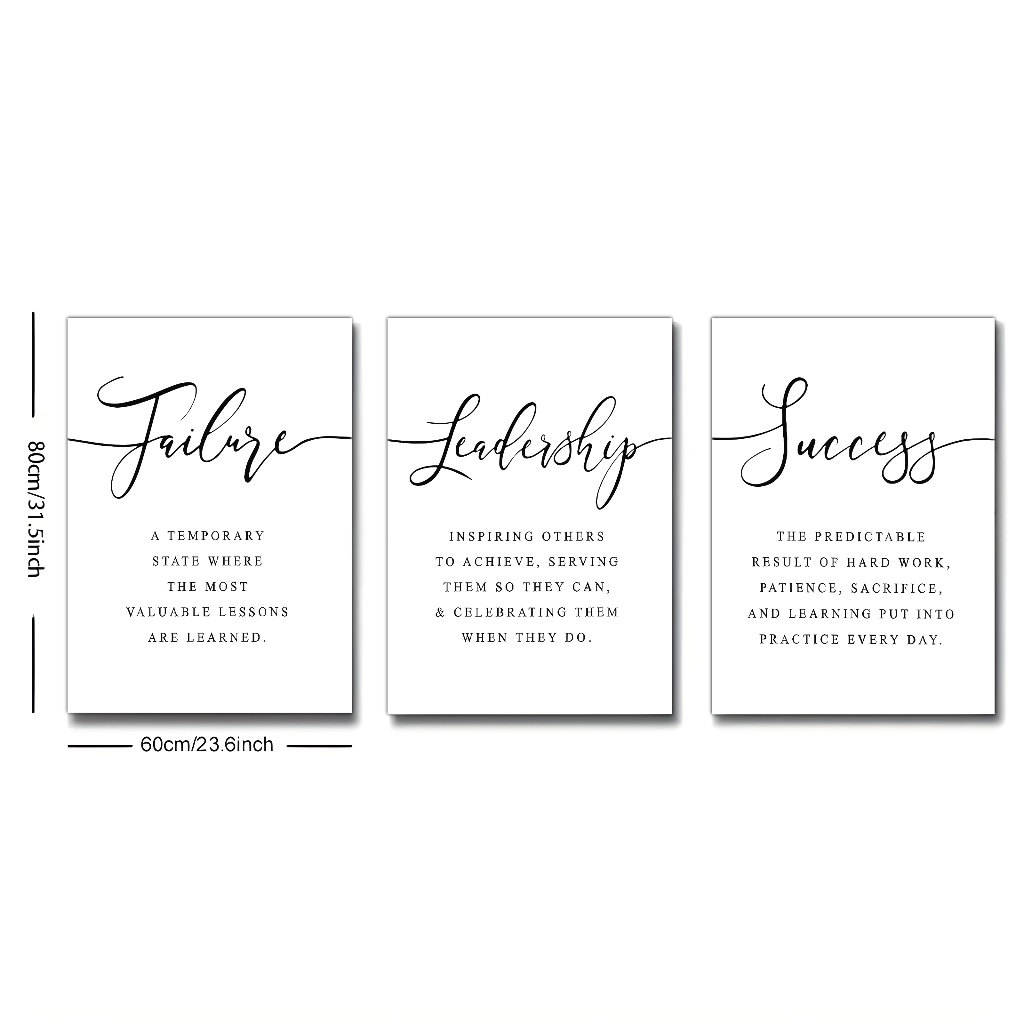 80cm/31.5inch
Failure
A TEMPORARY
STATE WHERE
THE MOST
VALUABLE LESSONS
ARE LEARNED.
60cm/23.6inch
Leadership
INSPIRING OTHERS
TO ACHIEVE, SERVING
THEM SO THEY CAN,
& CELEBRATING THEM
WHEN THEY DO.
Success
THE PREDICTABLE
RESULT OF HARD WORK,
PATIENCE, SACRIFICE,
AND LEARNING PUT INTO
PRACTICE EVERY DAY.